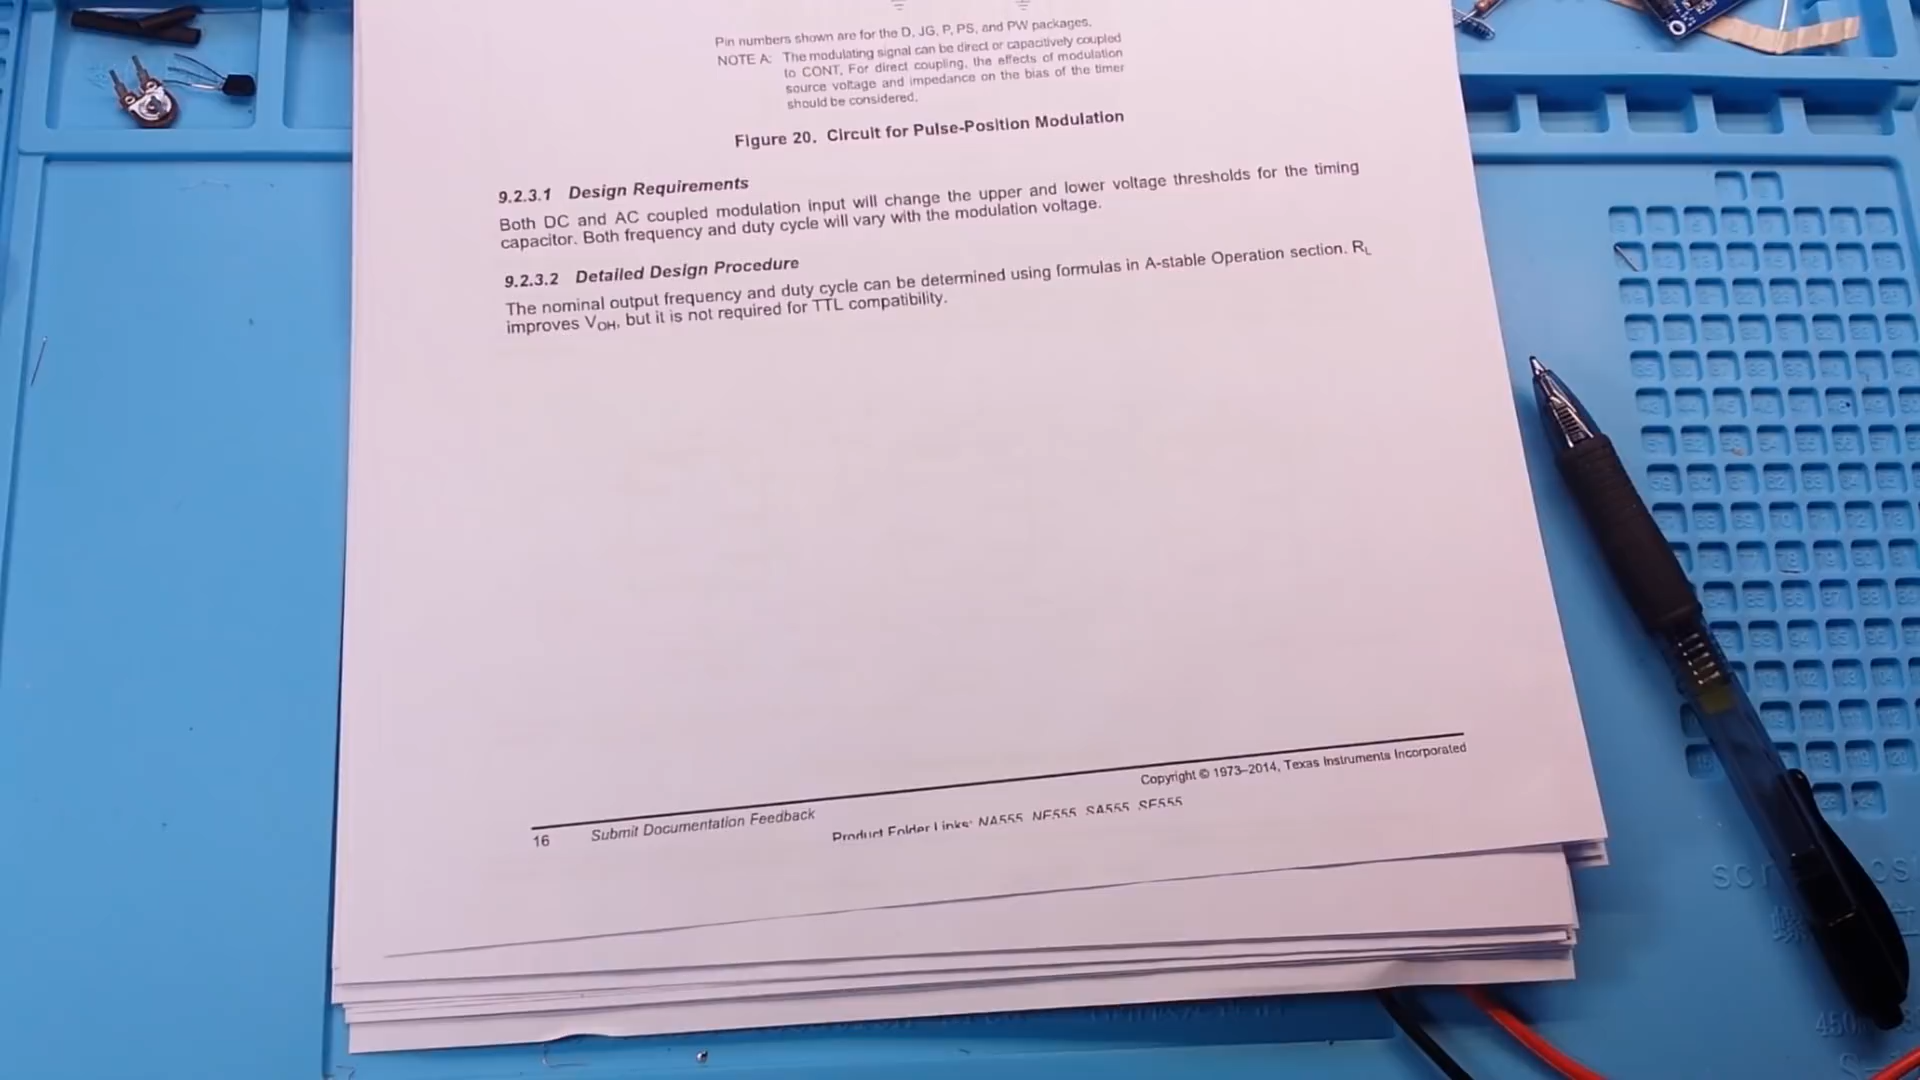 Pin numbers shown are for the D, JG, P, PS, and PW packages.
NOTE A: The modulating signal can be direct or capacitively coupled
to CONT. For direct coupling, the effects of modulation
source voltage and impedance on the bias of the timer
should be considered.
Figure 20. Circuit for Pulse-Position Modulation
9.2.3.1 Design Requirements
Both DC and AC coupled modulation input will change the upper and lower voltage thresholds for the timing
capacitor. Both frequency and duty cycle will vary with the modulation voltage.
9.2.3.2 Detailed Design Procedure
The nominal output frequency and duty cycle can be determined using formulas in A-stable Operation section. RL
improves VOH, but it is not required for TTL compatibility.
Copyright © 1973–2014, Texas Instruments Incorporated
16 Submit Documentation Feedback
Product Folder Links: NA555 NE555 SA555 SE555